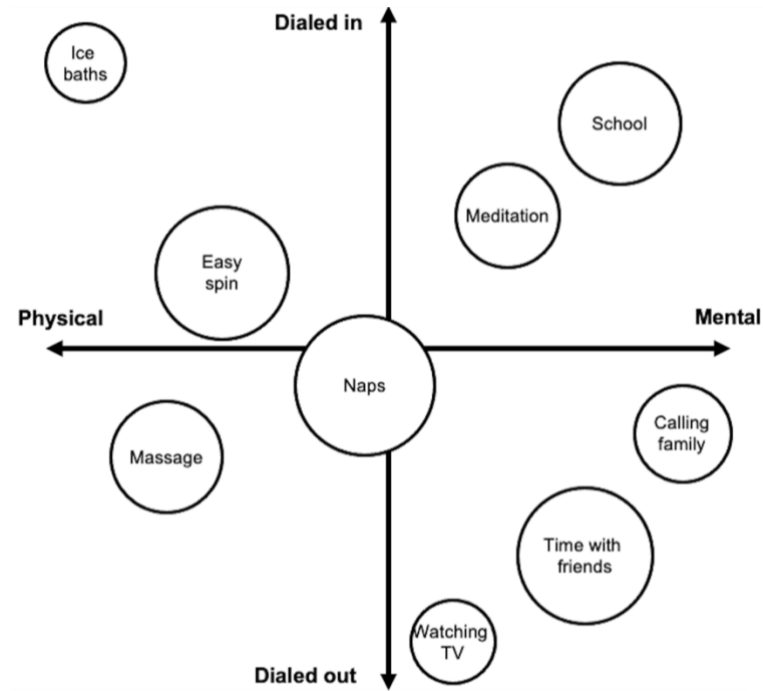 Dialed in
Ice
baths
School
Meditation
Easy
spin
Physical
Mental
Naps
Calling
family
Massage
Time with
friends
Watching
TV
Dialed out